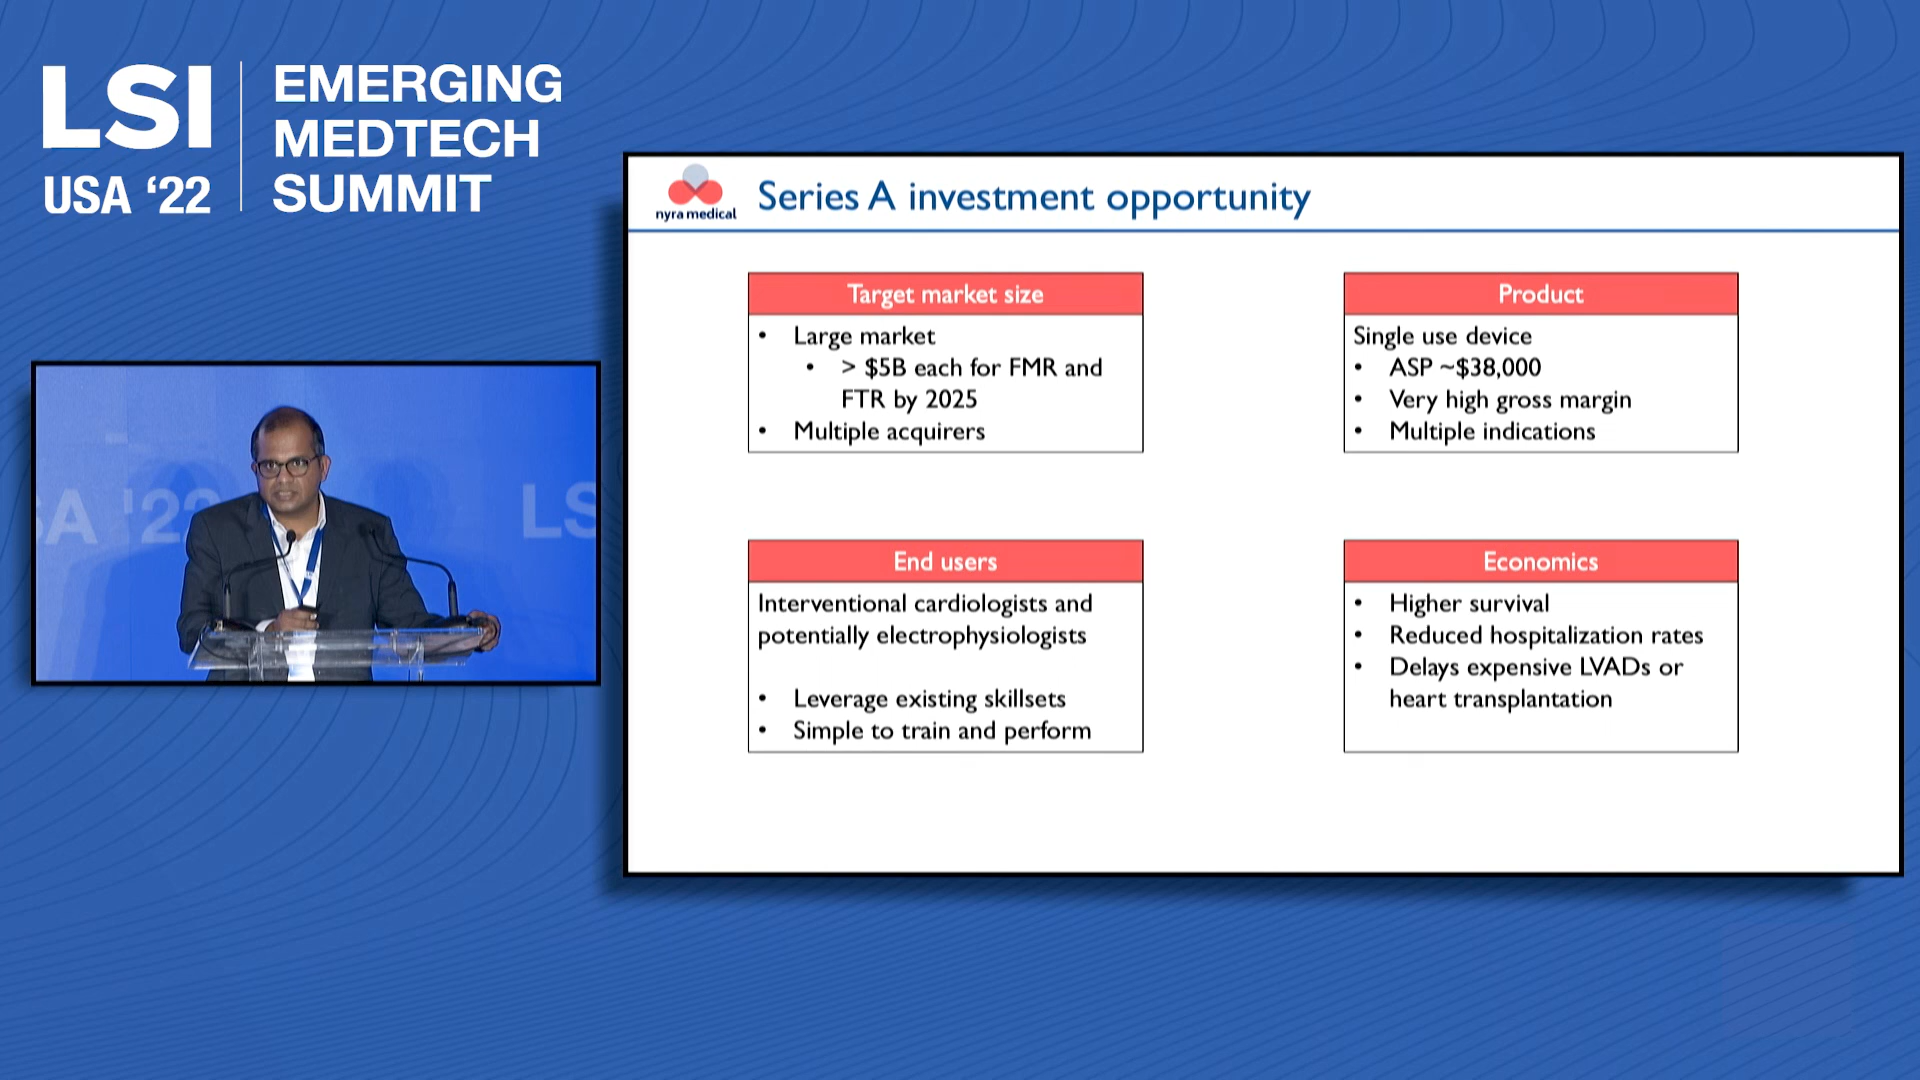 LSI
USA ‘22
EMERGING
MEDTECH
SUMMIT
SA '22
LS
nyra medical
Series A investment opportunity
Target market size
• Large market
• > $5B each for FMR and
FTR by 2025
• Multiple acquirers
Product
Single use device
• ASP ~$38,000
• Very high gross margin
• Multiple indications
End users
Interventional cardiologists and
potentially electrophysiologists
• Leverage existing skillsets
• Simple to train and perform
Economics
• Higher survival
• Reduced hospitalization rates
• Delays expensive LVADs or
heart transplantation